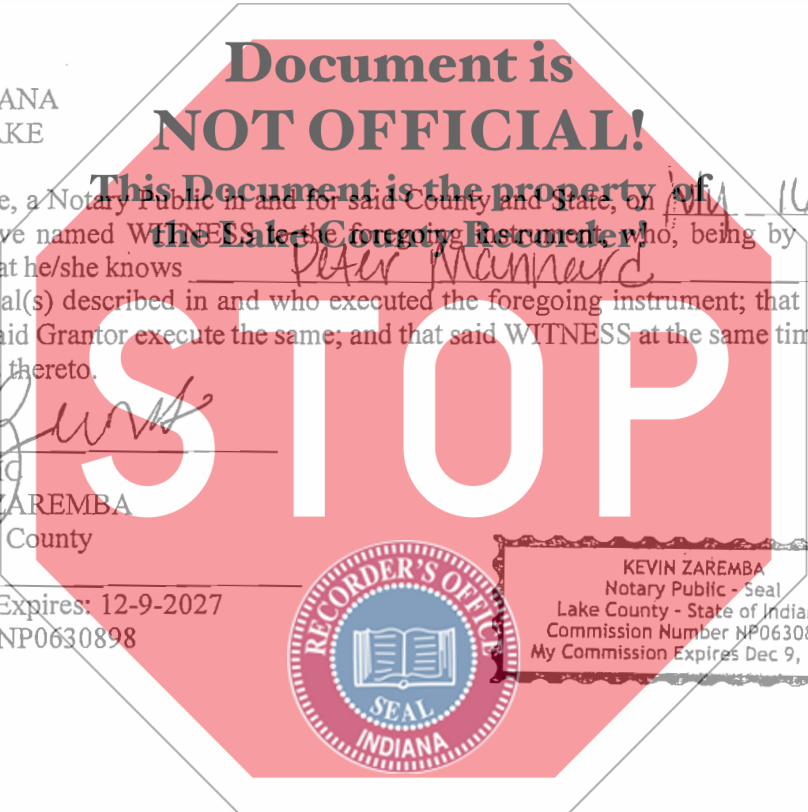 Document is
NOT OFFICIAL!
ANA
AKE
This Document is the property of
the Lake County Recorder!
e, a Notary Public in and for said County and State, on July 16
ve named WITNESS to the foregoing instrument, who, being by
at he/she knows Peter Mannard
al(s) described in and who executed the foregoing instrument; that
aid Grantor execute the same; and that said WITNESS at the same tim
s thereto.
STOP
IC
ZAREMBA
County
Expires: 12-9-2027
NP0630898
RECORDER'S OFFICE
SEAL
INDIANA
KEVIN ZAREMBA
Notary Public - Seal
Lake County - State of Indian
Commission Number NP06308
My Commission Expires Dec 9,